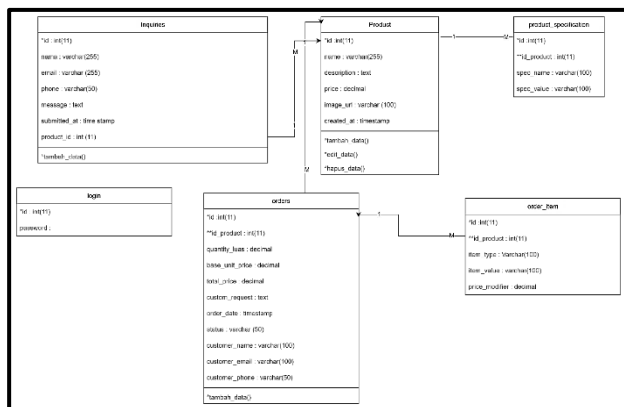 Inquires
*id : int(11)
name : varchar(255)
email : varchar (255)
phone : varchar(50)
message : text
submitted_at : time stamp
product_id : int (11)
*tambah_data()
M
1
Product
*id :int(11)
name : varchar(255)
description : text
price : decimal
image_url : varchar (100)
created_at : timestamp
*tambah_data()
*edit_data()
*hapus_data()
1
M
product_specification
*id :int(11)
**id_product : int(11)
spec_name : varchar(100)
spec_value : varchar(100)
login
*id : int(11)
password :
M
orders
*id :int(11)
**id_product : int(11)
quantity_luas : decimal
base_unit_price : decimal
total_price : decimal
custom_request : text
order_date : timestamp
status : varchar (50)
customer_name : varchar(100)
customer_email : varchar(100)
customer_phone : varchar(50)
*tambah_data()
1
M
order_item
*id :int(11)
**id_product : int(11)
item_type : Varchar(100)
item_value : varchar(100)
price_modifier : decimal